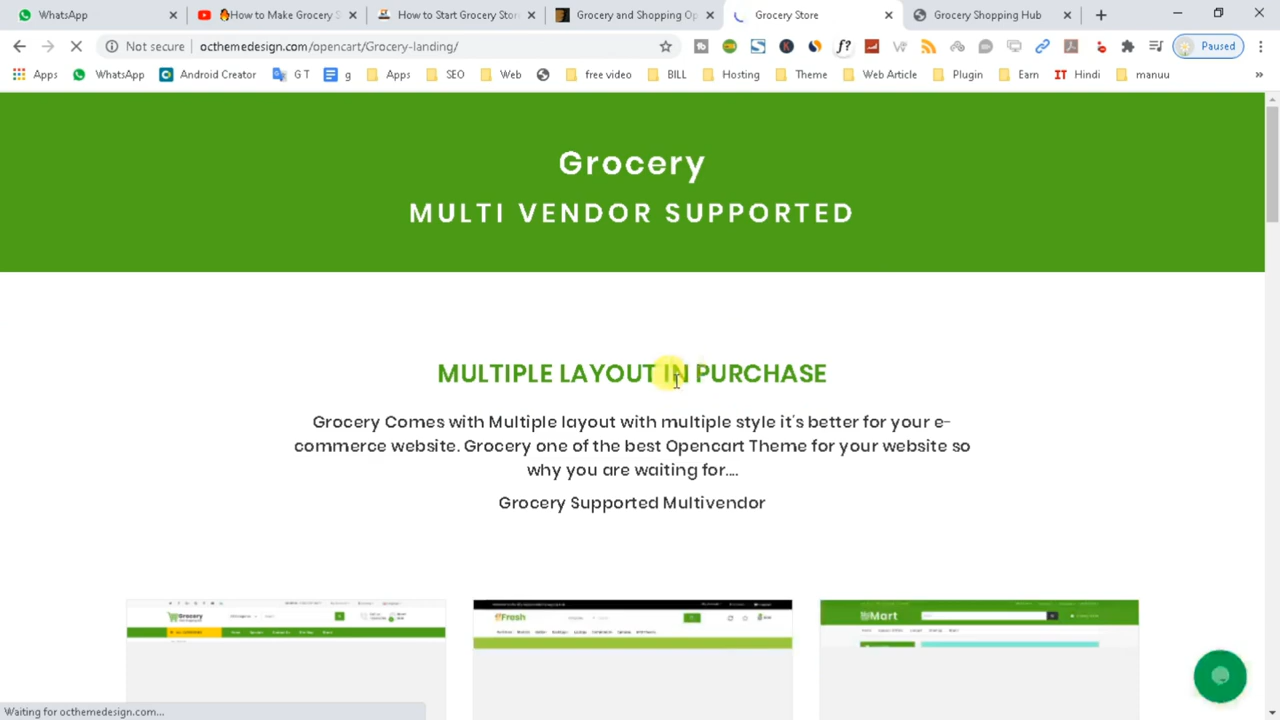 WhatsApp
How to Make Grocery S
How to Start Grocery Stor
Grocery and Shopping Op
Grocery Store
Grocery Shopping Hub
Not secure
octhemedesign.com/opencart/Grocery-landing/
Paused
Apps
WhatsApp
Android Creator
G T
g
Apps
SEO
Web
free video
BILL
Hosting
Theme
Web Article
Plugin
Earn
IT Hindi
manuu
Grocery
MULTI VENDOR SUPPORTED
MULTIPLE LAYOUT IN PURCHASE
Grocery Comes with Multiple layout with multiple style it's better for your e-
commerce website. Grocery one of the best Opencart Theme for your website so
why you are waiting for....
Grocery Supported Multivendor
Grocery
Fresh
Mart
Waiting for octhemedesign.com...